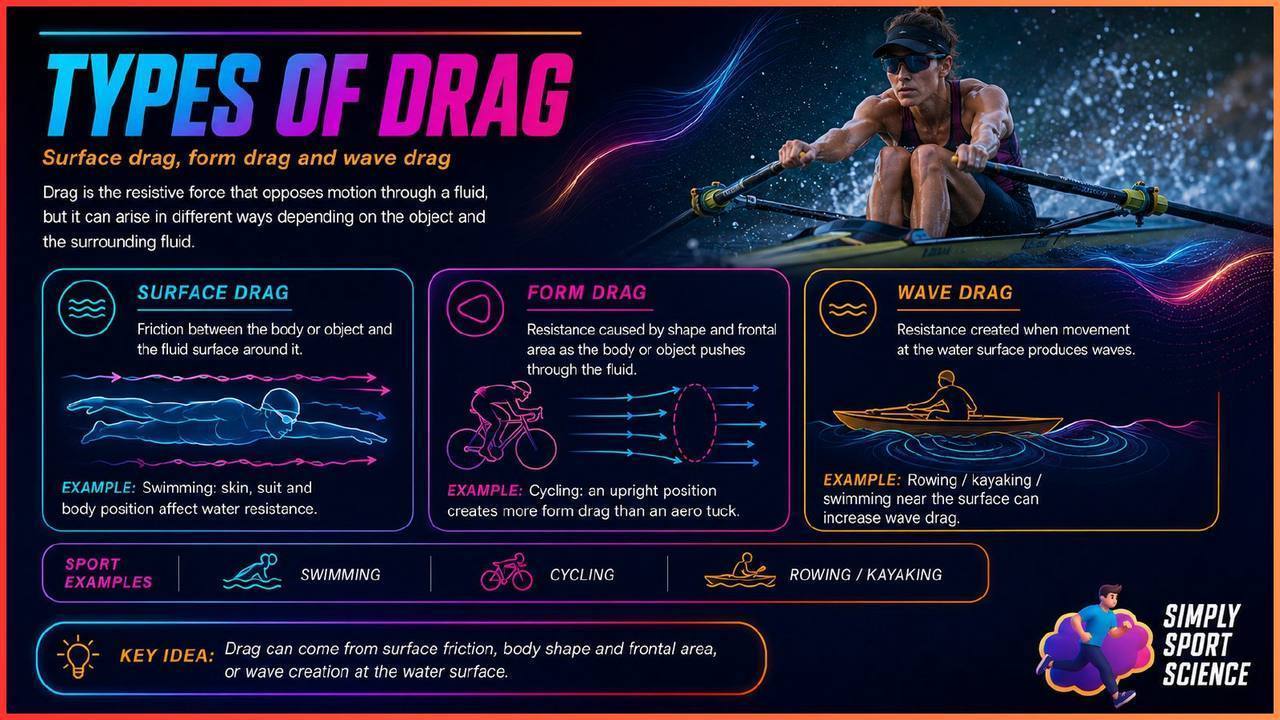 TYPES OF DRAG
Surface drag, form drag and wave drag
Drag is the resistive force that opposes motion through a fluid,
but it can arise in different ways depending on the object and
the surrounding fluid.
SURFACE DRAG
Friction between the body or object and
the fluid surface around it.
EXAMPLE: Swimming: skin, suit and
body position affect water resistance.
FORM DRAG
Resistance caused by shape and frontal
area as the body or object pushes
through the fluid.
EXAMPLE: Cycling: an upright position
creates more form drag than an aero tuck.
WAVE DRAG
Resistance created when movement
at the water surface produces waves.
EXAMPLE: Rowing / kayaking /
swimming near the surface can
increase wave drag.
SPORT
EXAMPLES
SWIMMING
CYCLING
ROWING / KAYAKING
KEY IDEA: Drag can come from surface friction, body shape and frontal area,
or wave creation at the water surface.
SIMPLY
SPORT
SCIENCE